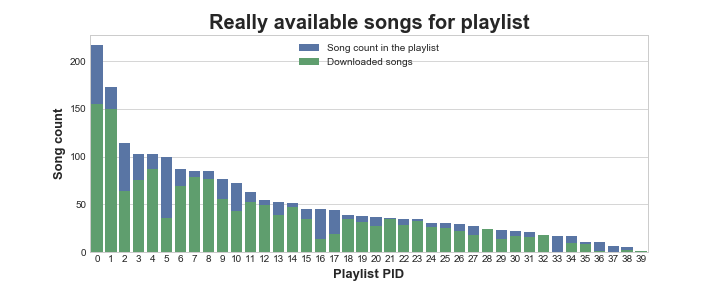 Really available songs for playlist
Song count in the playlist
Downloaded songs
200
150
100
50
0
Song count
0 1 2 3 4 5 6 7 8 9 10 11 12 13 14 15 16 17 18 19 20 21 22 23 24 25 26 27 28 29 30 31 32 33 34 35 36 37 38 39
Playlist PID